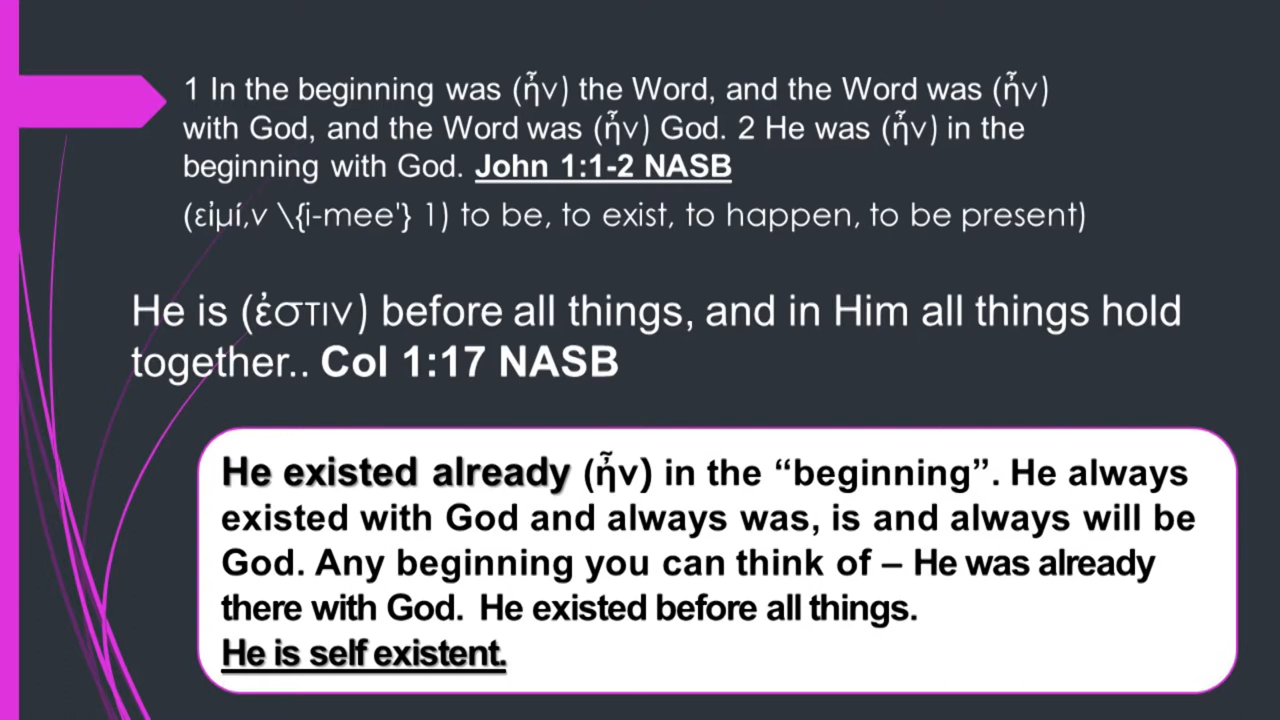 1 In the beginning was (ἦν) the Word, and the Word was (ἦν)
with God, and the Word was (ἦν) God. 2 He was (ἦν) in the
beginning with God. John 1:1-2 NASB
(εἰμί,v \{i-mee'} 1) to be, to exist, to happen, to be present)
He is (ἐστιν) before all things, and in Him all things hold
together.. Col 1:17 NASB
He existed already (ἦν) in the “beginning”. He always
existed with God and always was, is and always will be
God. Any beginning you can think of – He was already
there with God. He existed before all things.
He is self existent.